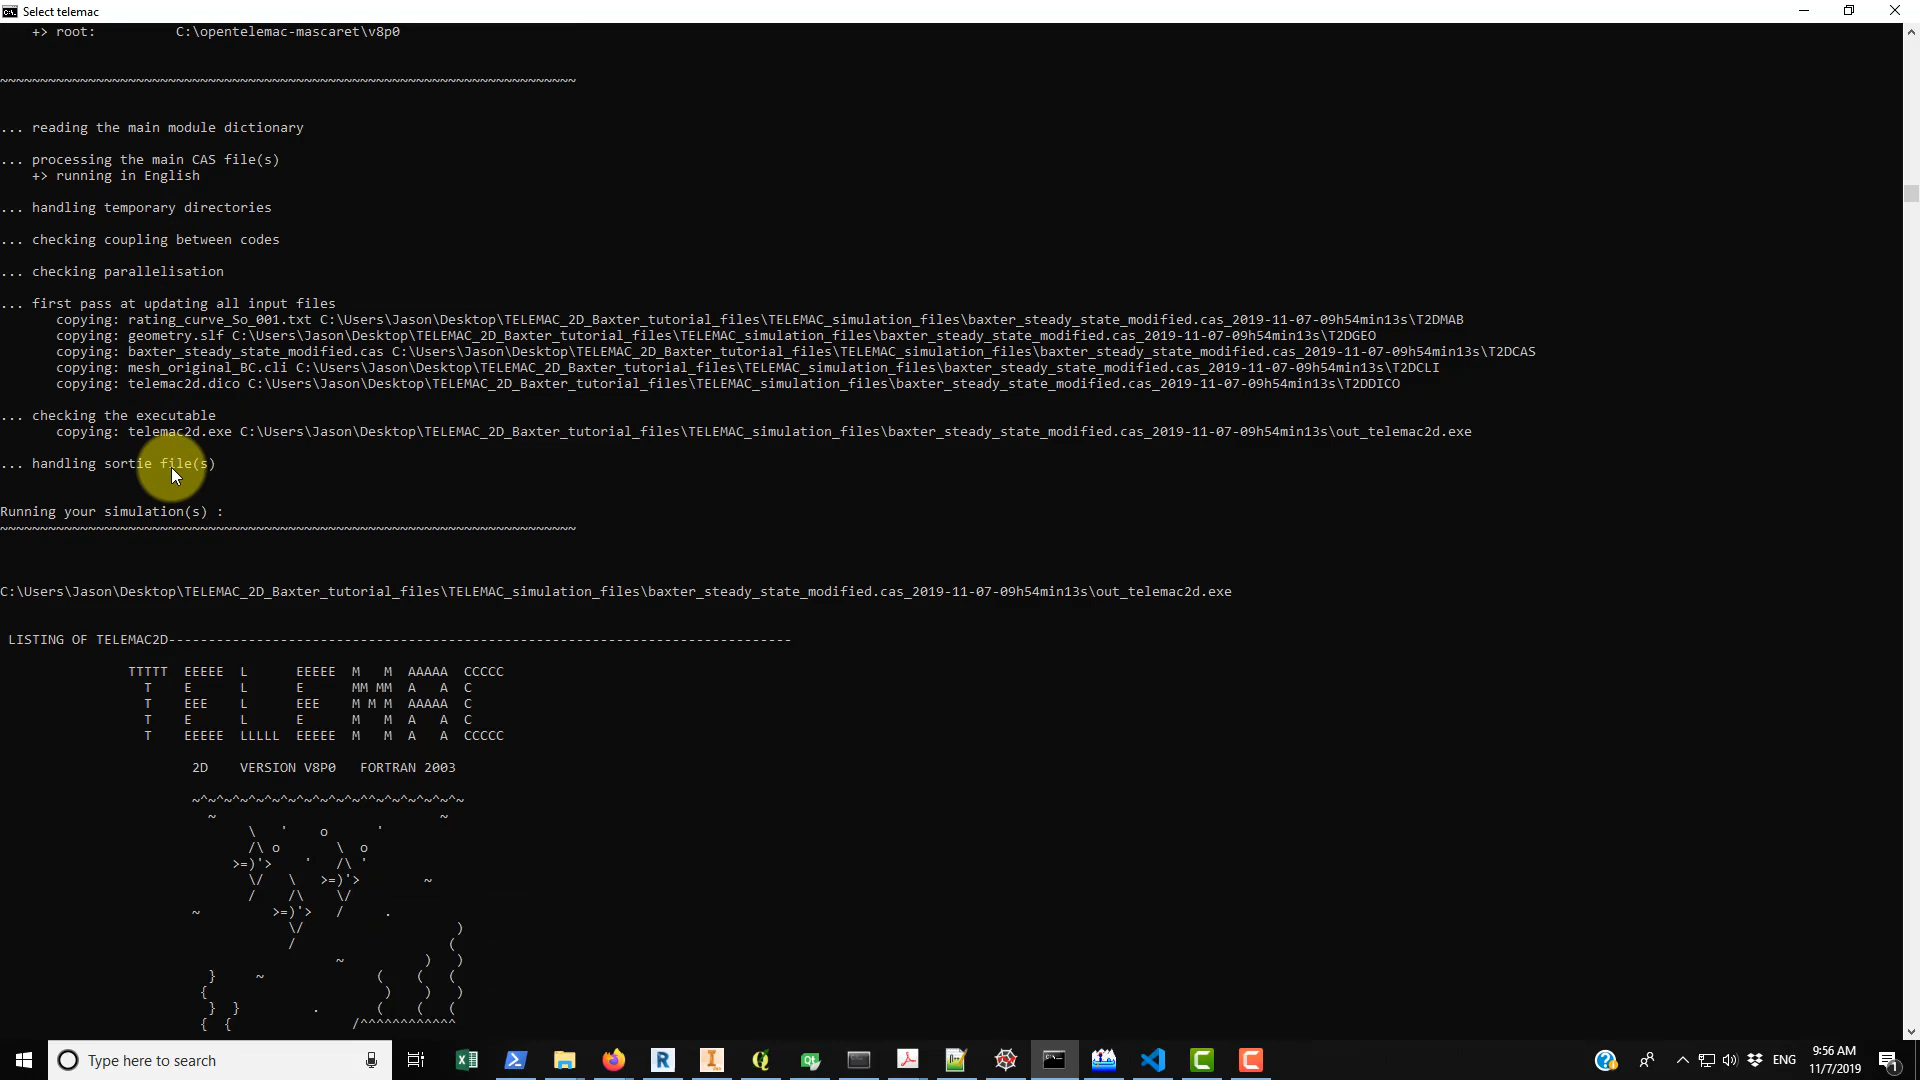 Select telemac
+> root:          C:\opentelemac-mascaret\v8p0
~~~~~~~~~~~~~~~~~~~~~~~~~~~~~~~~~~~~~~~~~~~~~~~~~~~~~~~~~~~~~~~~~~~~~~~~
... reading the main module dictionary
... processing the main CAS file(s)
    +> running in English
... handling temporary directories
... checking coupling between codes
... checking parallelisation
... first pass at updating all input files
       copying: rating_curve_So_001.txt C:\Users\Jason\Desktop\TELEMAC_2D_Baxter_tutorial_files\TELEMAC_simulation_files\baxter_steady_state_modified.cas_2019-11-07-09h54min13s\T2DMAB
       copying: geometry.slf C:\Users\Jason\Desktop\TELEMAC_2D_Baxter_tutorial_files\TELEMAC_simulation_files\baxter_steady_state_modified.cas_2019-11-07-09h54min13s\T2DGEO
       copying: baxter_steady_state_modified.cas C:\Users\Jason\Desktop\TELEMAC_2D_Baxter_tutorial_files\TELEMAC_simulation_files\baxter_steady_state_modified.cas_2019-11-07-09h54min13s\T2DCAS
       copying: mesh_original_BC.cli C:\Users\Jason\Desktop\TELEMAC_2D_Baxter_tutorial_files\TELEMAC_simulation_files\baxter_steady_state_modified.cas_2019-11-07-09h54min13s\T2DCLI
       copying: telemac2d.dico C:\Users\Jason\Desktop\TELEMAC_2D_Baxter_tutorial_files\TELEMAC_simulation_files\baxter_steady_state_modified.cas_2019-11-07-09h54min13s\T2DDICO
... checking the executable
       copying: telemac2d.exe C:\Users\Jason\Desktop\TELEMAC_2D_Baxter_tutorial_files\TELEMAC_simulation_files\baxter_steady_state_modified.cas_2019-11-07-09h54min13s\out_telemac2d.exe
... handling sortie file(s)
Running your simulation(s) :
~~~~~~~~~~~~~~~~~~~~~~~~~~~~~~~~~~~~~~~~~~~~~~~~~~~~~~~~~~~~~~~~~~~~~~~~
C:\Users\Jason\Desktop\TELEMAC_2D_Baxter_tutorial_files\TELEMAC_simulation_files\baxter_steady_state_modified.cas_2019-11-07-09h54min13s\out_telemac2d.exe
LISTING OF TELEMAC2D------------------------------------------------------------------------------
TTTTT  EEEEE  L      EEEEE  M   M  AAAAA  CCCCC
  T    E      L      E      MM MM  A   A  C
  T    EEE    L      EEE    M M M  AAAAA  C
  T    E      L      E      M   M  A   A  C
  T    EEEEE  LLLLL  EEEEE  M   M  A   A  CCCCC
2D    VERSION V8P0   FORTRAN 2003
~^~^~^~^~^~^~^~^~^~^~^^~^~^~^~^~^~
  ~                            ~
       \   '    o      '
       /\ o       \  o
     >=)'>    '   /\ '
       \/   \   >=)'>        ~
       /    /\    \/
~         >=)'>   /     .
            \/                   )
            /                   (
                  ~          )   )
  }     ~              (    (   (
 {                      )    )   )
  }  }         .       (    (   (
 {  {               /^^^^^^^^^^^^
Type here to search
ENG
9:56 AM
11/7/2019
1